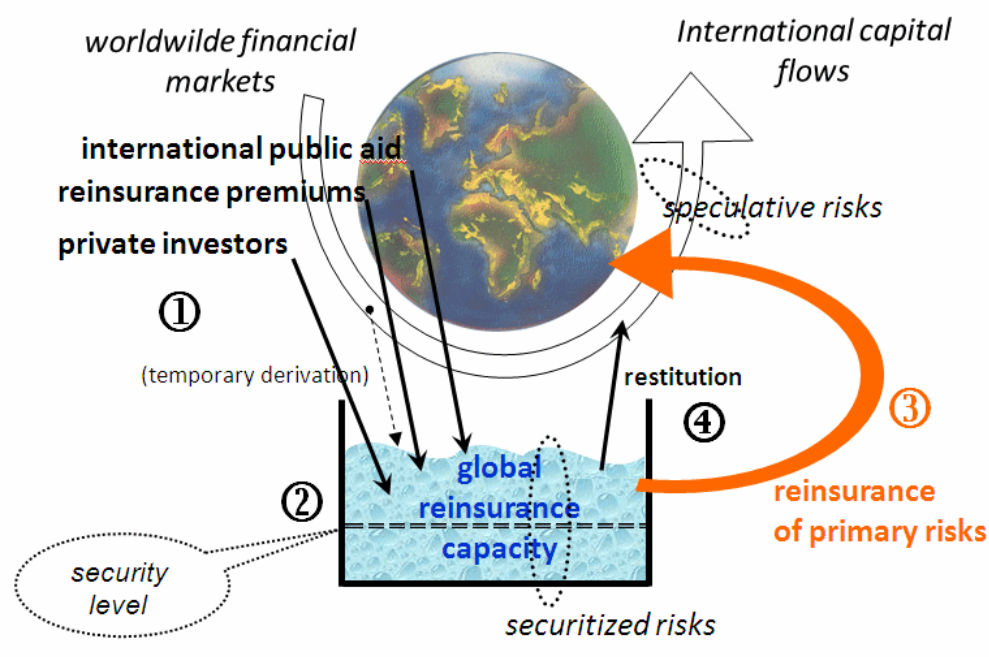 worldwilde financial
markets
International capital
flows
international public aid
reinsurance premiums
private investors
speculative risks
①
(temporary derivation)
restitution
④
③
global
reinsurance
capacity
②
reinsurance
of primary risks
security
level
securitized risks